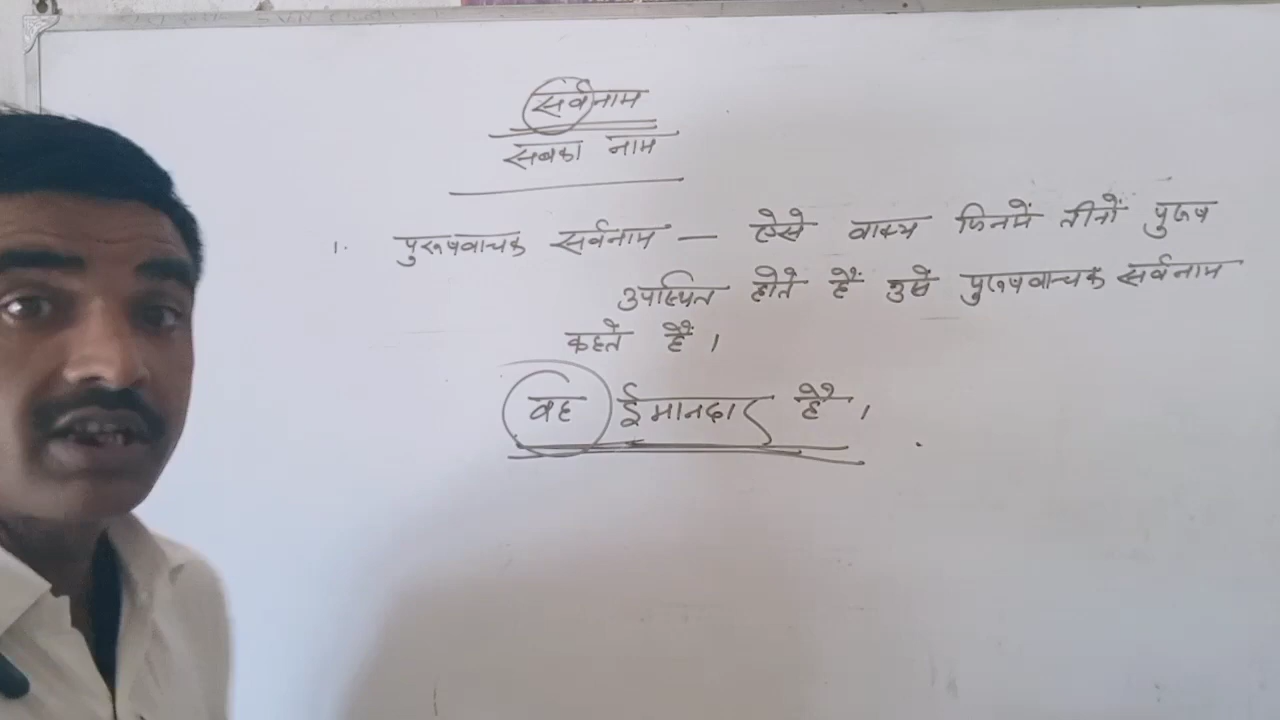 सर्वनाम
सबका नाम
1. पुरूषवाचक सर्वनाम — ऐसे वाक्य जिनमें तीनों पुरूष
उपस्थित होते हैं उसे पुरूषवाचक सर्वनाम
कहते हैं।
वह ईमानदार है।